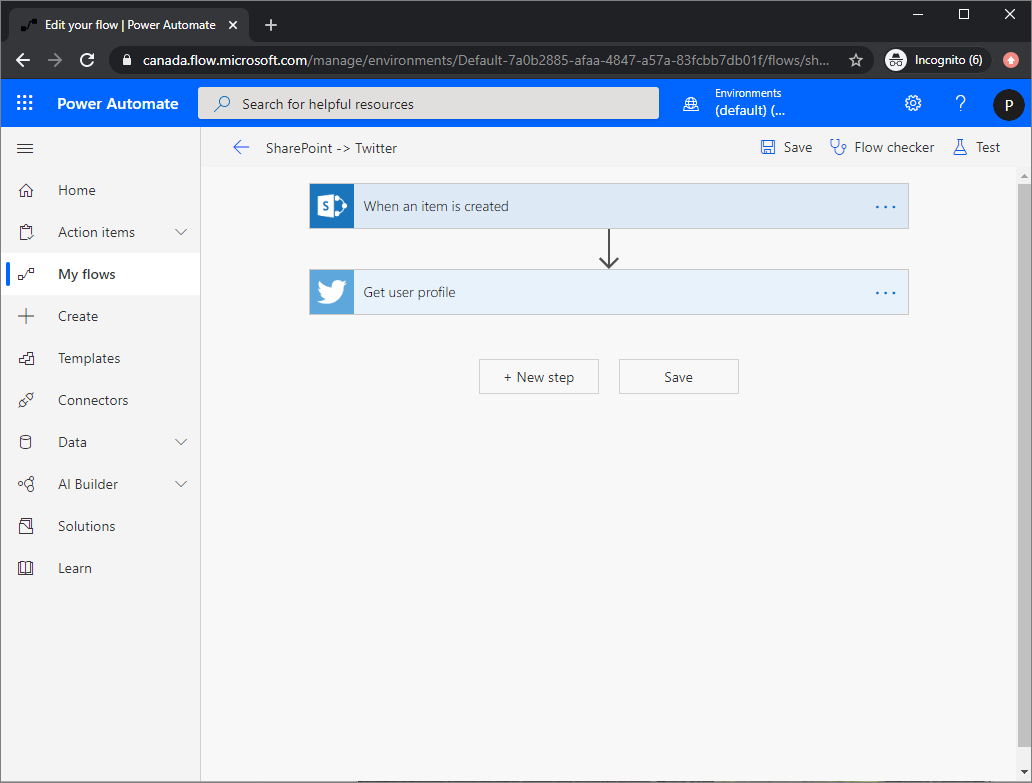 Edit your flow | Power Automate
canada.flow.microsoft.com/manage/environments/Default-7a0b2885-afaa-4847-a57a-83fcbb7db01f/flows/sh...
Incognito (6)
Power Automate
Search for helpful resources
Environments
(default) (...
?
P
SharePoint -> Twitter
Save
Flow checker
Test
Home
Action items
My flows
Create
Templates
Connectors
Data
AI Builder
Solutions
Learn
S
When an item is created
...
Get user profile
...
+ New step
Save